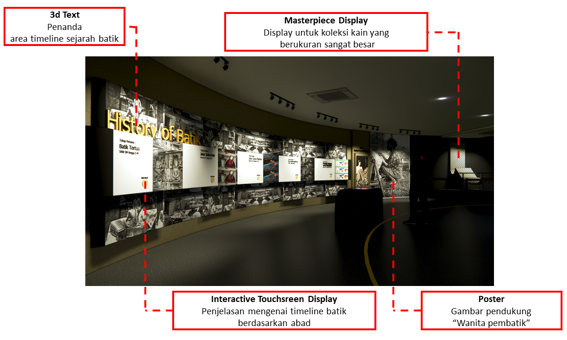 3d Text
Penanda
area timeline sejarah batik
Masterpiece Display
Display untuk koleksi kain yang
berukuran sangat besar
History of Batik
Batik Tertua
Interactive Touchsreen Display
Penjelasan mengenai timeline batik
berdasarkan abad
Poster
Gambar pendukung
“Wanita pembatik”